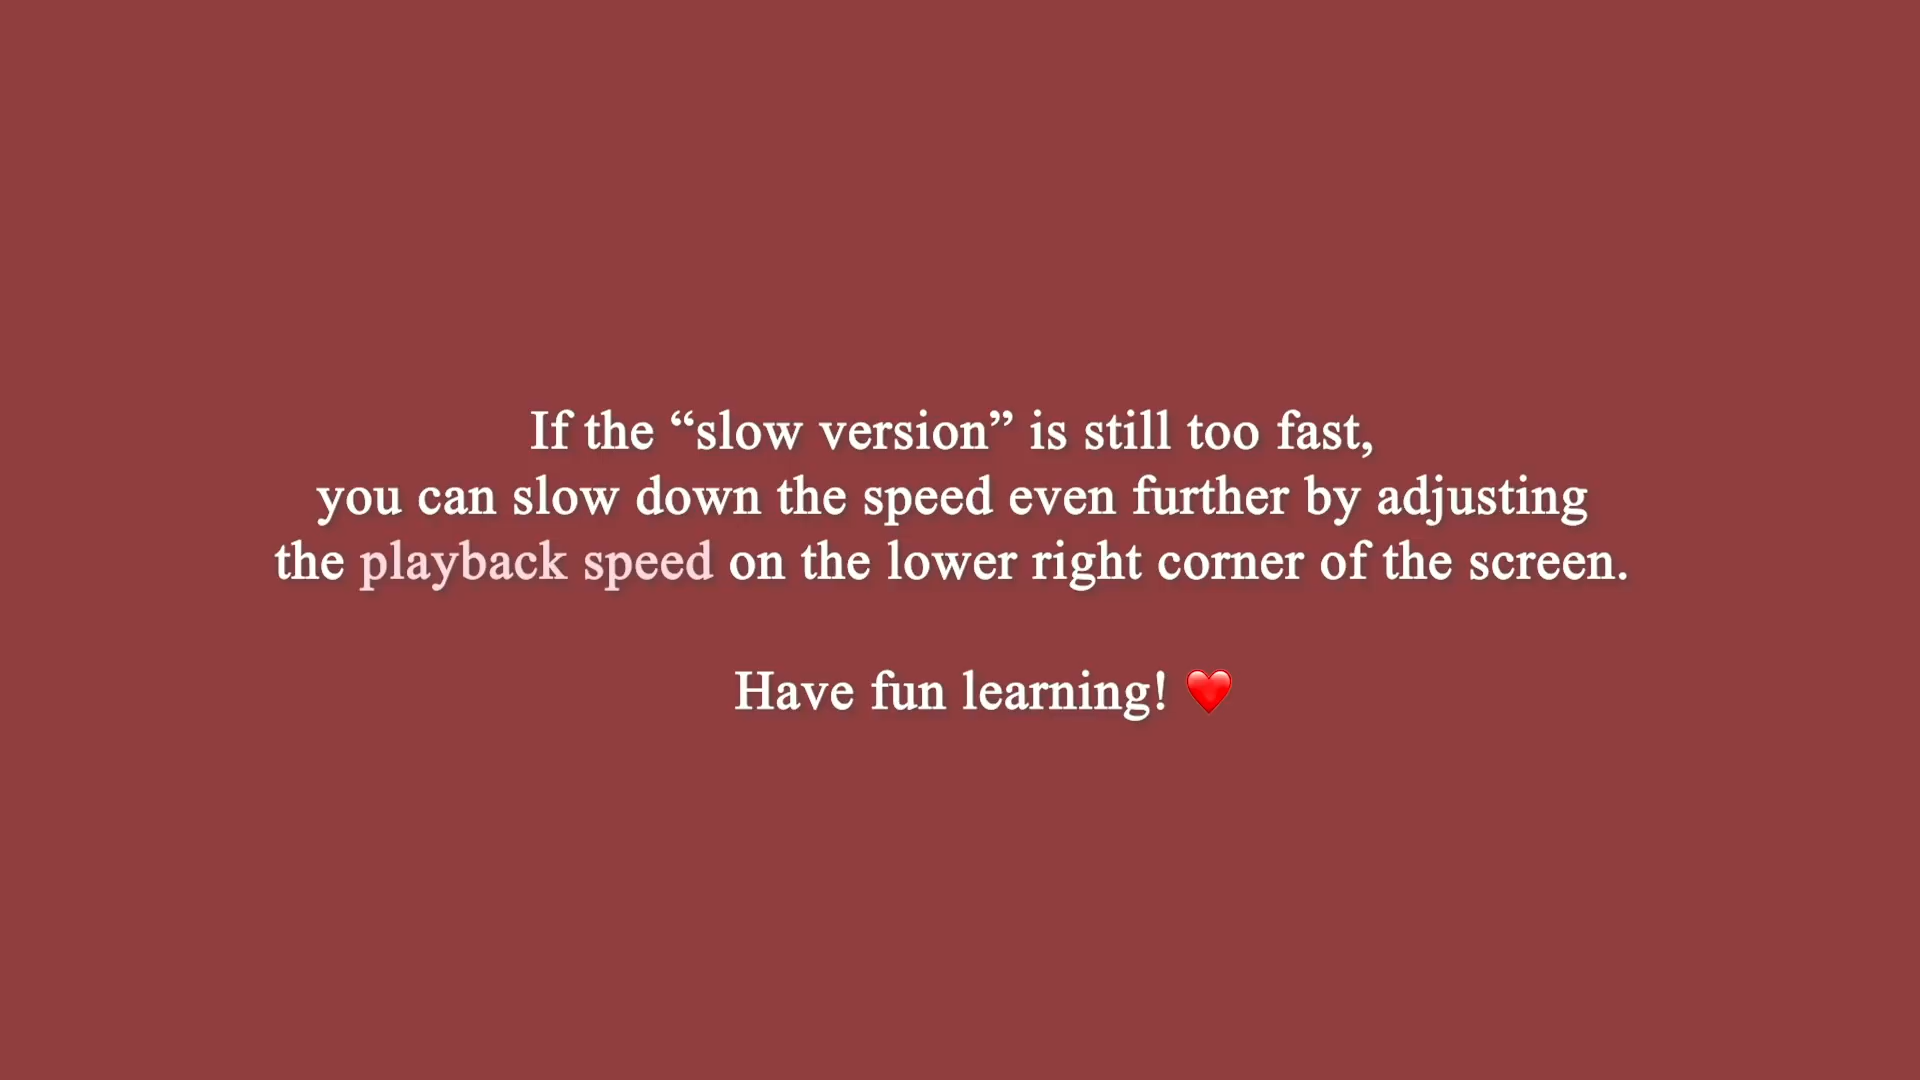 If the “slow version” is still too fast,
you can slow down the speed even further by adjusting
the playback speed on the lower right corner of the screen.
Have fun learning! ❤️